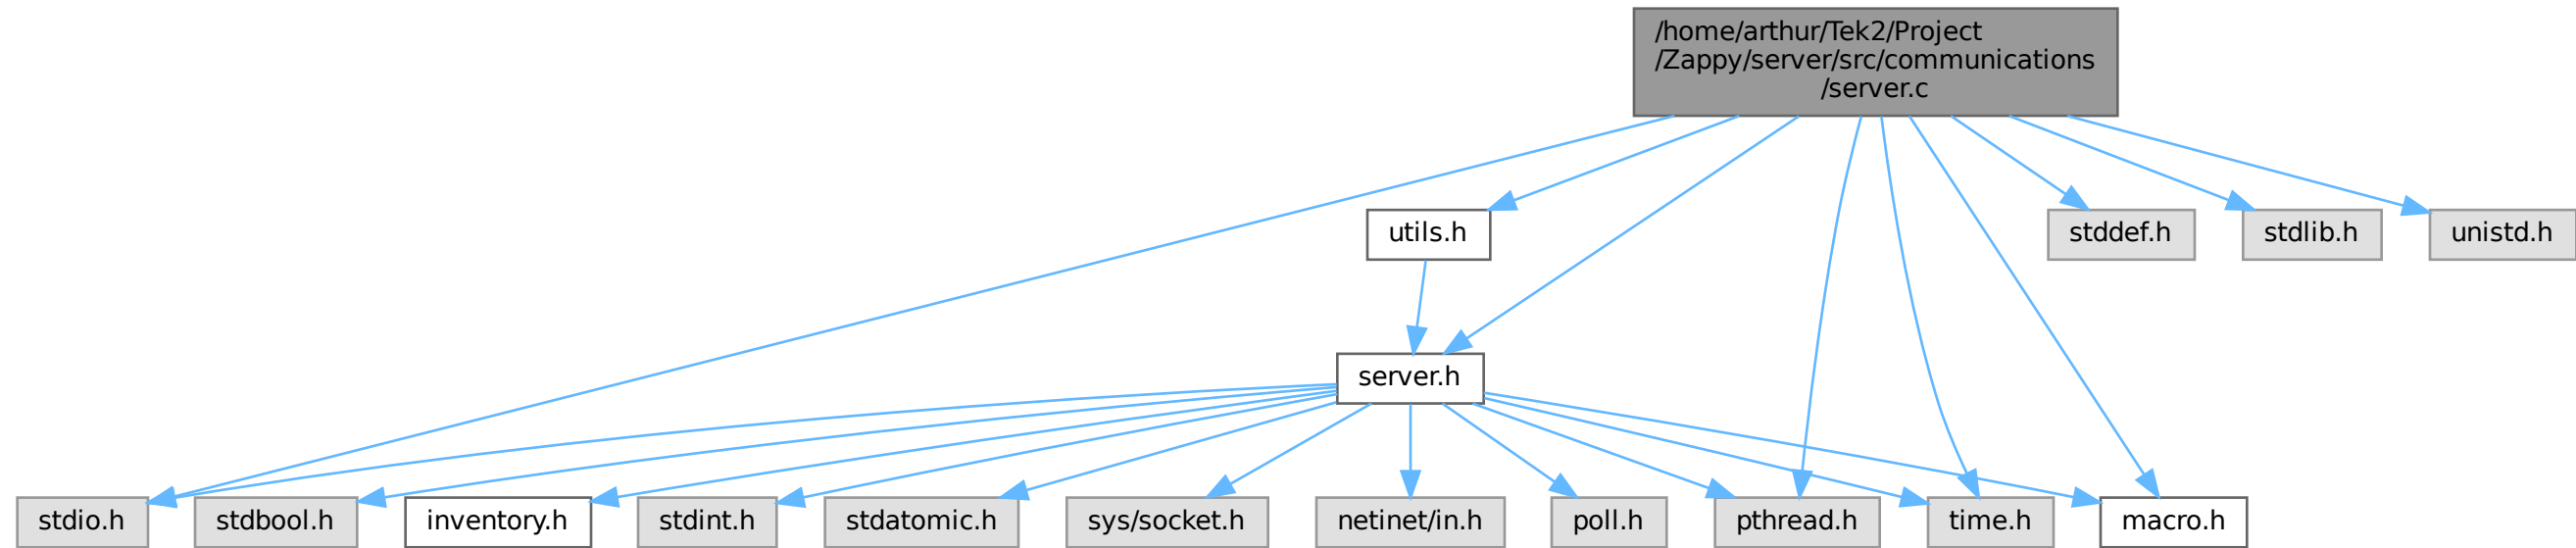 /home/arthur/Tek2/Project
/Zappy/server/src/communications
/server.c
utils.h
stddef.h
stdlib.h
unistd.h
server.h
stdio.h
stdbool.h
inventory.h
stdint.h
stdatomic.h
sys/socket.h
netinet/in.h
poll.h
pthread.h
time.h
macro.h